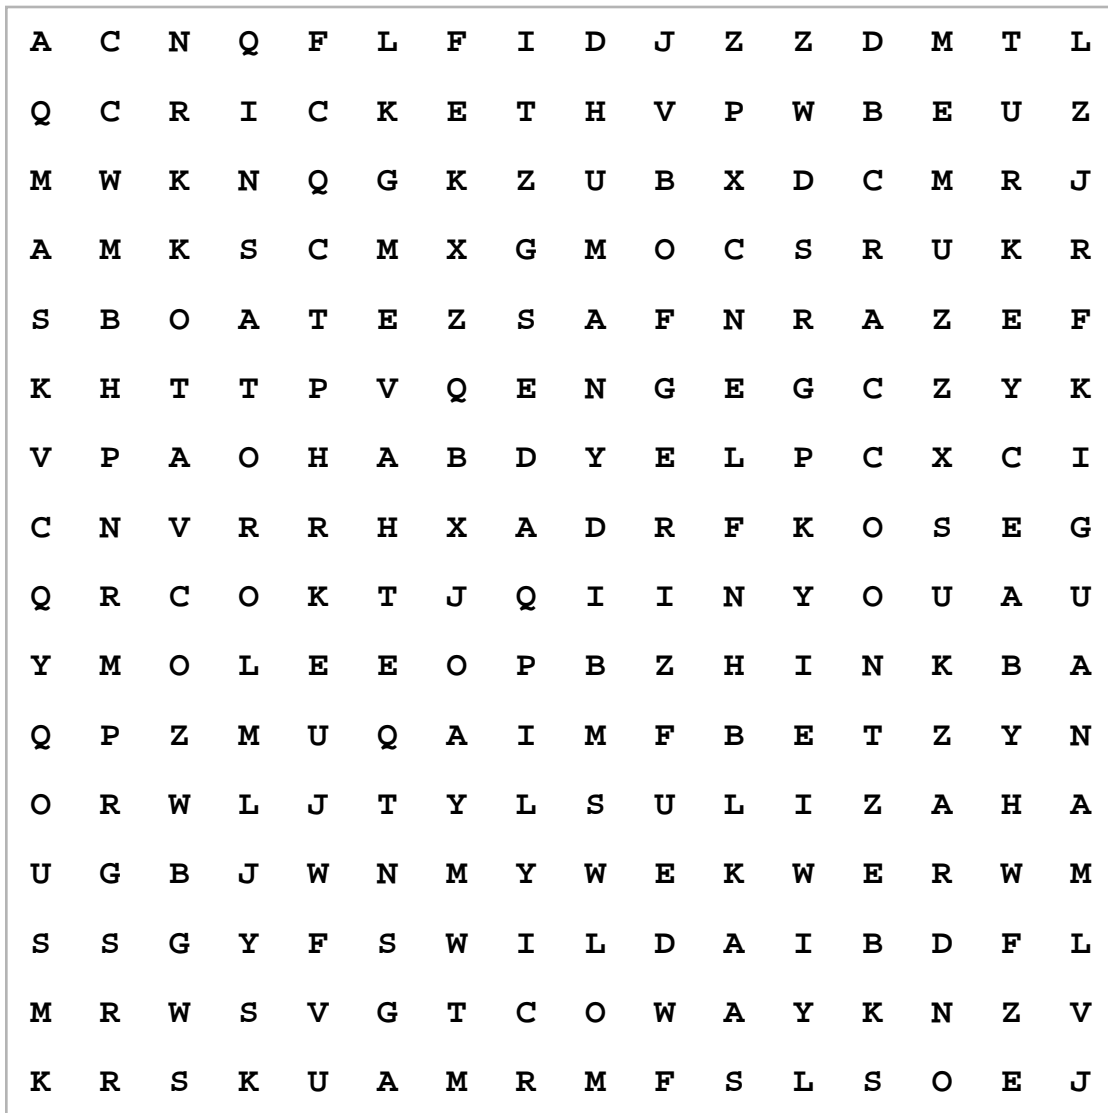 A C N Q F L F I D J Z Z D M T L
Q C R I C K E T H V P W B E U Z
M W K N Q G K Z U B X D C M R J
A M K S C M X G M O C S R U K R
S B O A T E Z S A F N R A Z E F
K H T T P V Q E N G E G C Z Y K
V P A O H A B D Y E L P C X C I
C N V R R H X A D R F K O S E G
Q R C O K T J Q I I N Y O U A U
Y M O L E E O P B Z H I N K B A
Q P Z M U Q A I M F B E T Z Y N
O R W L J T Y L S U L I Z A H A
U G B J W N M Y W E K W E R W M
S S G Y F S W I L D A I B D F L
M R W S V G T C O W A Y K N Z V
K R S K U A M R M F S L S O E J